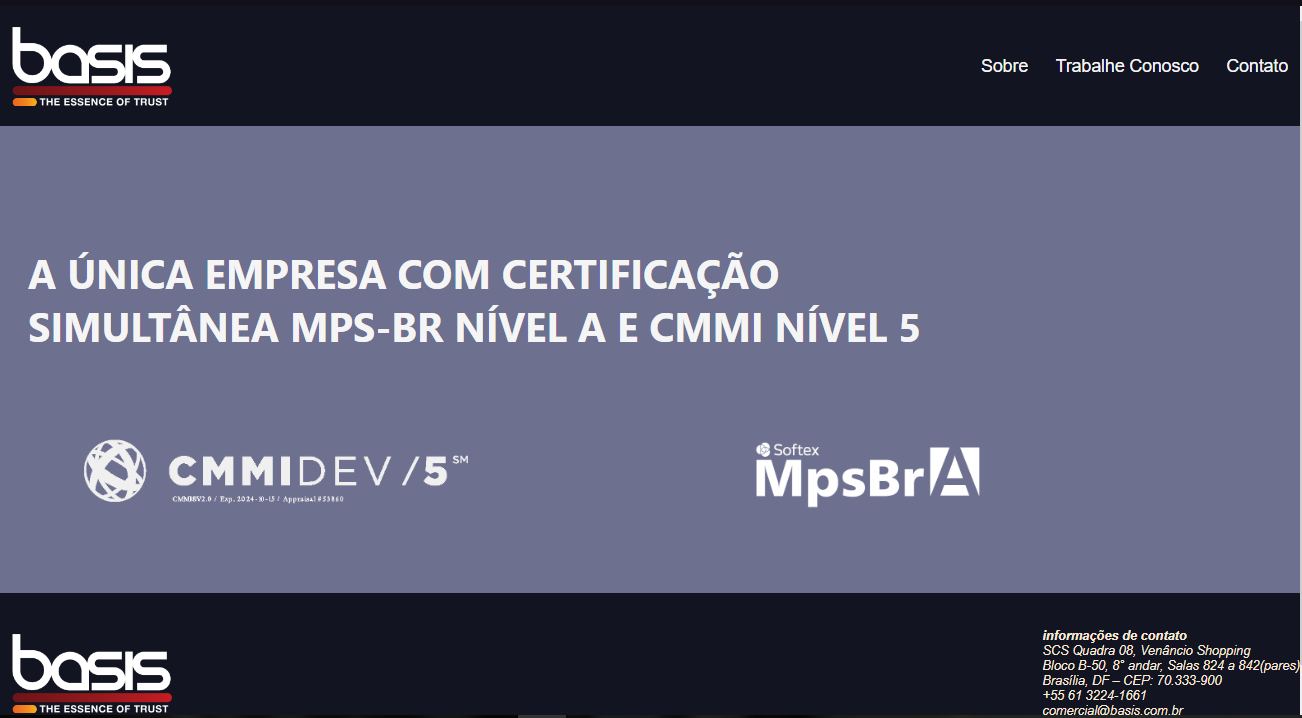 basis
THE ESSENCE OF TRUST
Sobre Trabalhe Conosco Contato
A ÚNICA EMPRESA COM CERTIFICAÇÃO
SIMULTÂNEA MPS-BR NÍVEL A E CMMI NÍVEL 5
CMMIDEV/5 SM
CMMIDEV2.0 / Exp. 2024-10-15 / Appraisal #53860
Softex
MpsBr A
basis
THE ESSENCE OF TRUST
informações de contato
SCS Quadra 08, Venâncio Shopping
Bloco B-50, 8° andar, Salas 824 a 842(pares)
Brasília, DF – CEP: 70.333-900
+55 61 3224-1661
comercial@basis.com.br